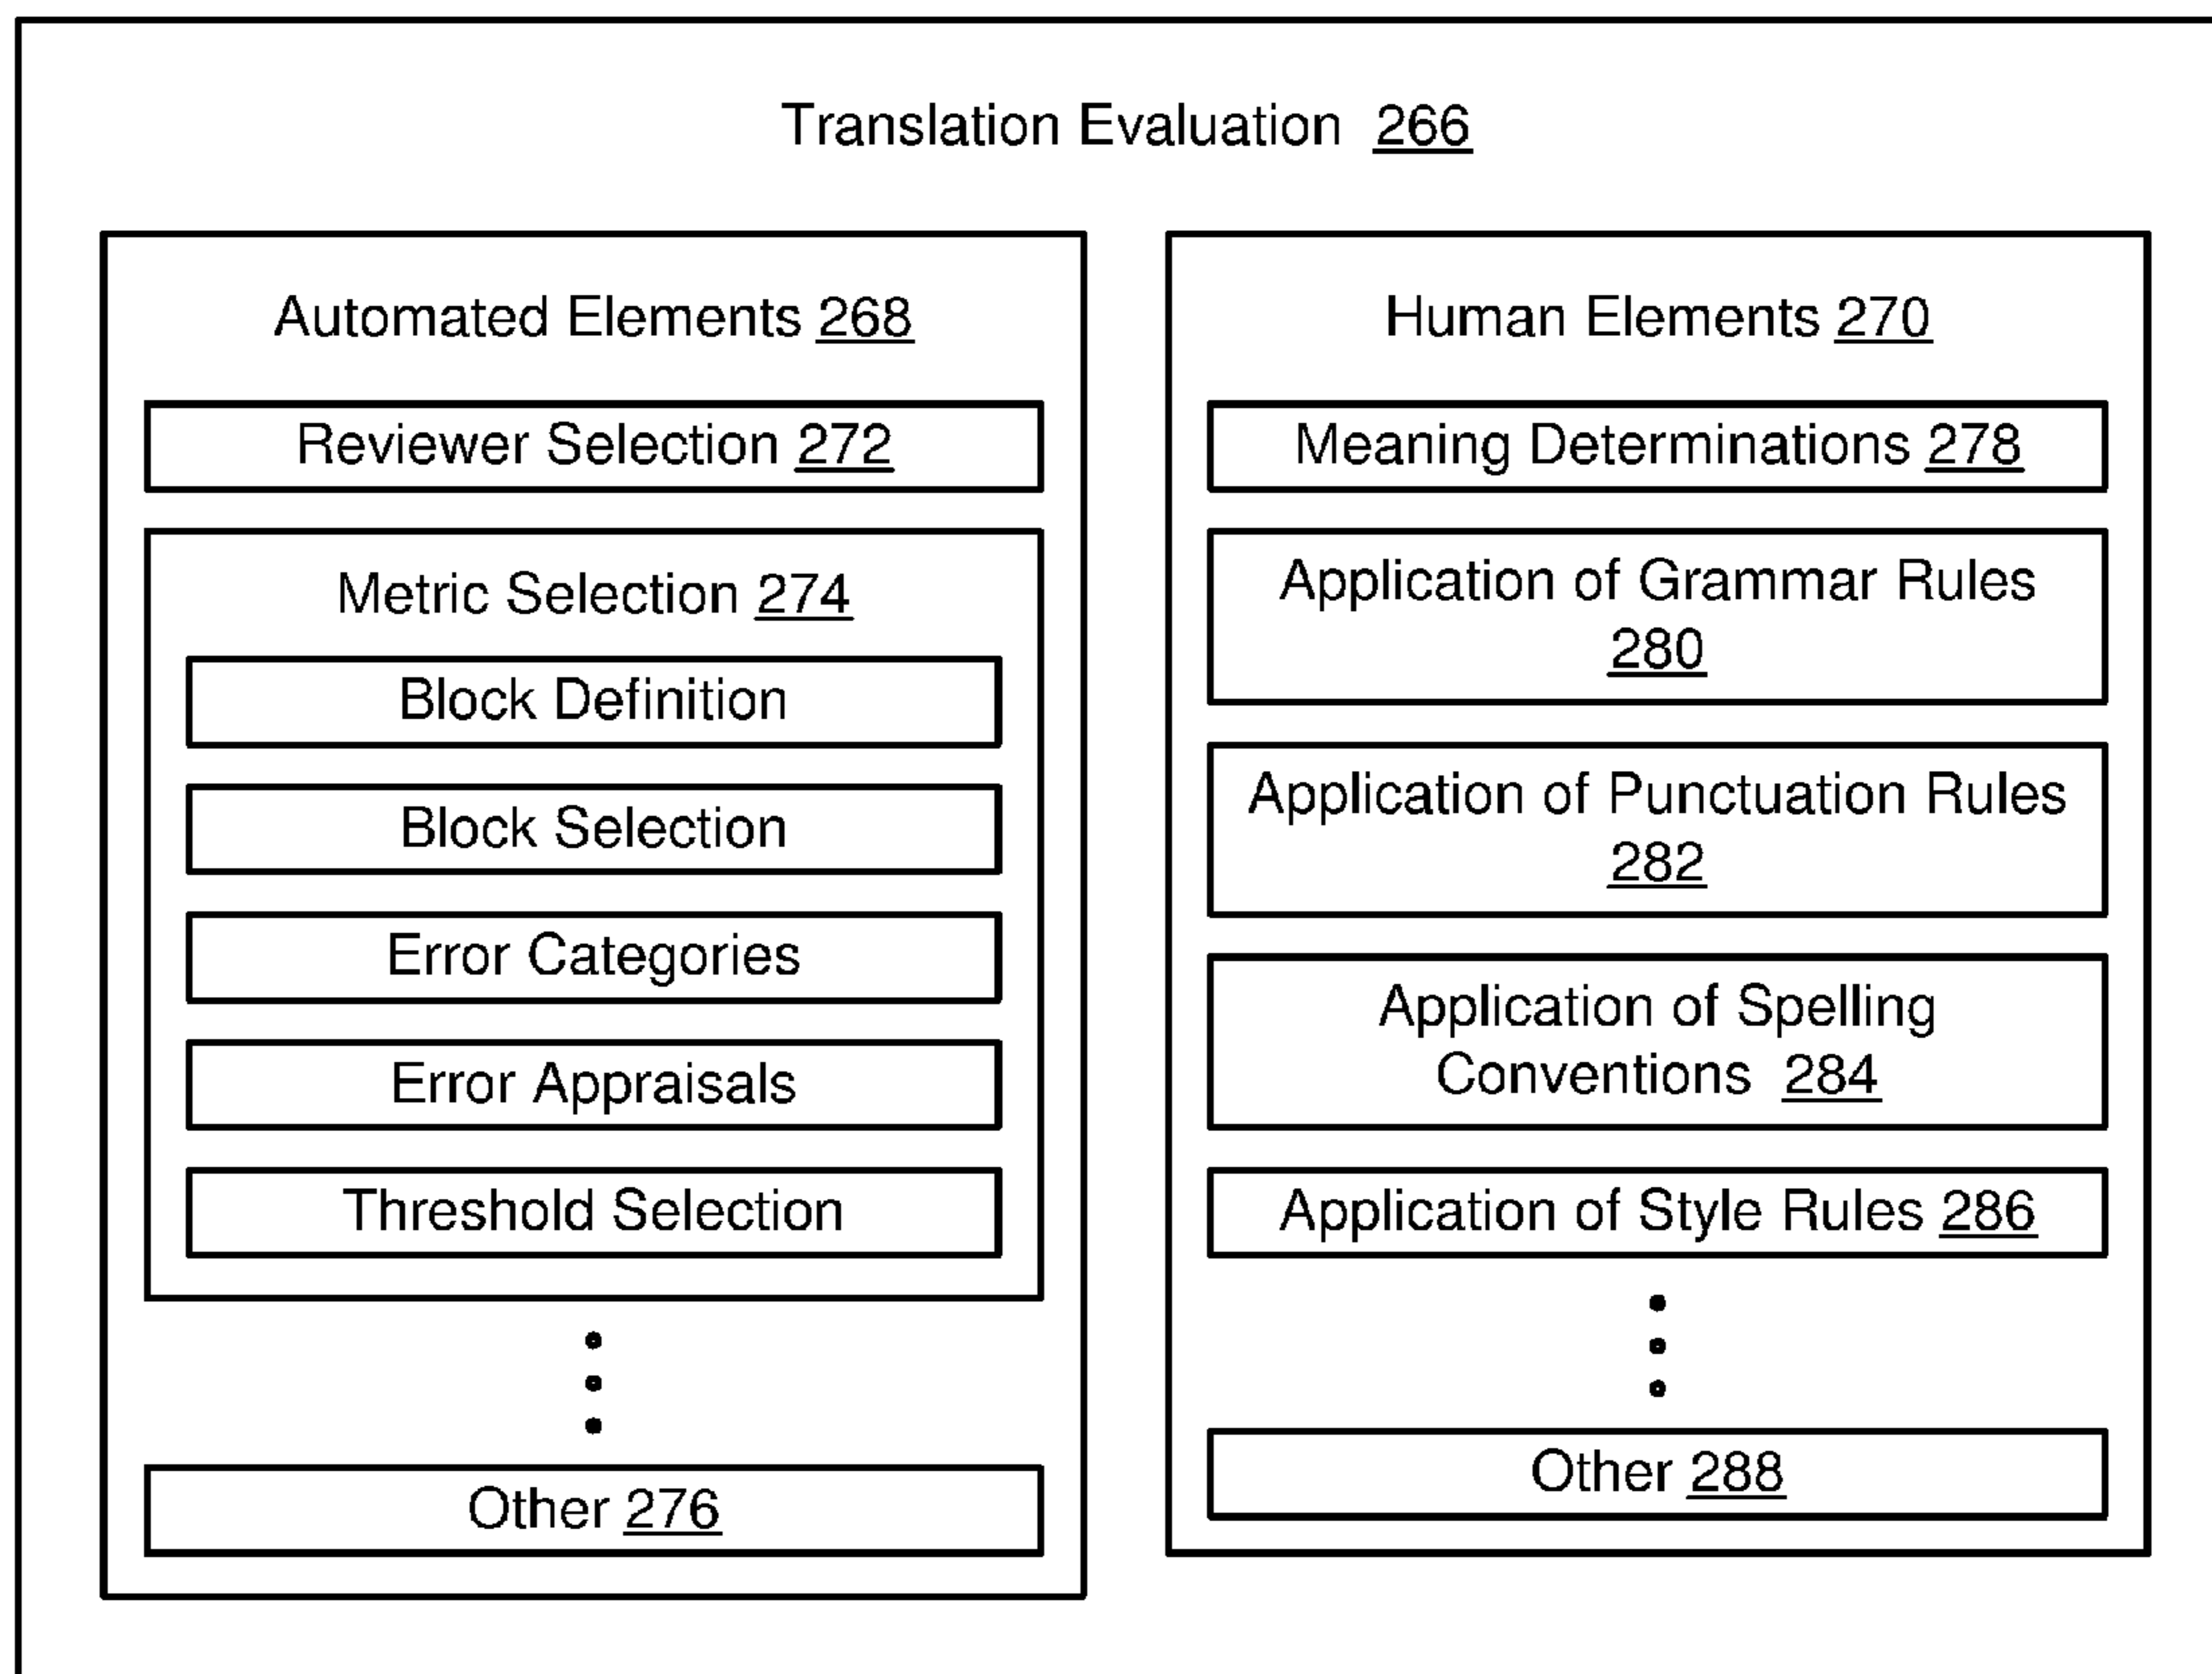 Translation Evaluation 266
Automated Elements 268
Reviewer Selection 272
Metric Selection 274
Block Definition
Block Selection
Error Categories
Error Appraisals
Threshold Selection
Other 276
Human Elements 270
Meaning Determinations 278
Application of Grammar Rules
280
Application of Punctuation Rules
282
Application of Spelling
Conventions 284
Application of Style Rules 286
Other 288